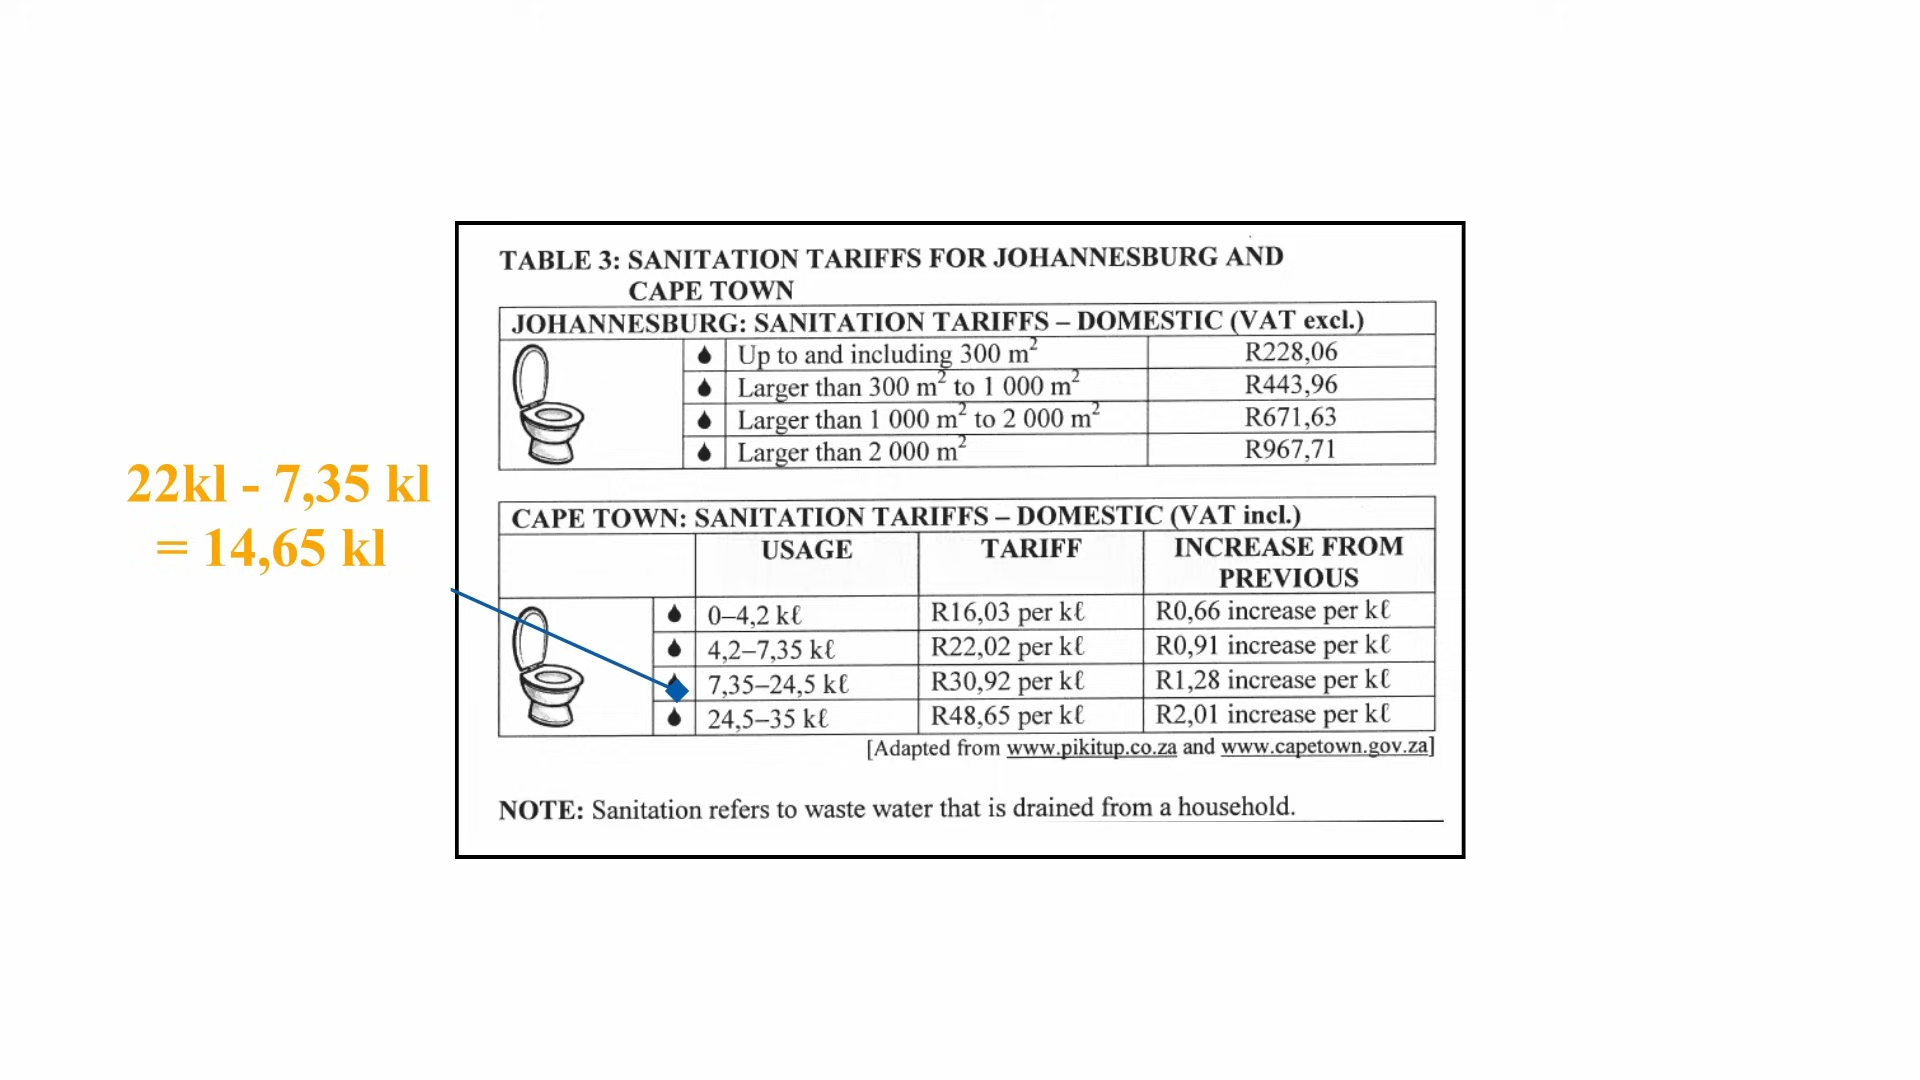 22kl - 7,35 kl
= 14,65 kl
TABLE 3: SANITATION TARIFFS FOR JOHANNESBURG AND
CAPE TOWN
JOHANNESBURG: SANITATION TARIFFS – DOMESTIC (VAT excl.)
Up to and including 300 m² R228,06
Larger than 300 m² to 1 000 m² R443,96
Larger than 1 000 m² to 2 000 m² R671,63
Larger than 2 000 m² R967,71
CAPE TOWN: SANITATION TARIFFS – DOMESTIC (VAT incl.)
USAGE TARIFF INCREASE FROM
PREVIOUS
0–4,2 kℓ R16,03 per kℓ R0,66 increase per kℓ
4,2–7,35 kℓ R22,02 per kℓ R0,91 increase per kℓ
7,35–24,5 kℓ R30,92 per kℓ R1,28 increase per kℓ
24,5–35 kℓ R48,65 per kℓ R2,01 increase per kℓ
[Adapted from www.pikitup.co.za and www.capetown.gov.za]
NOTE: Sanitation refers to waste water that is drained from a household.